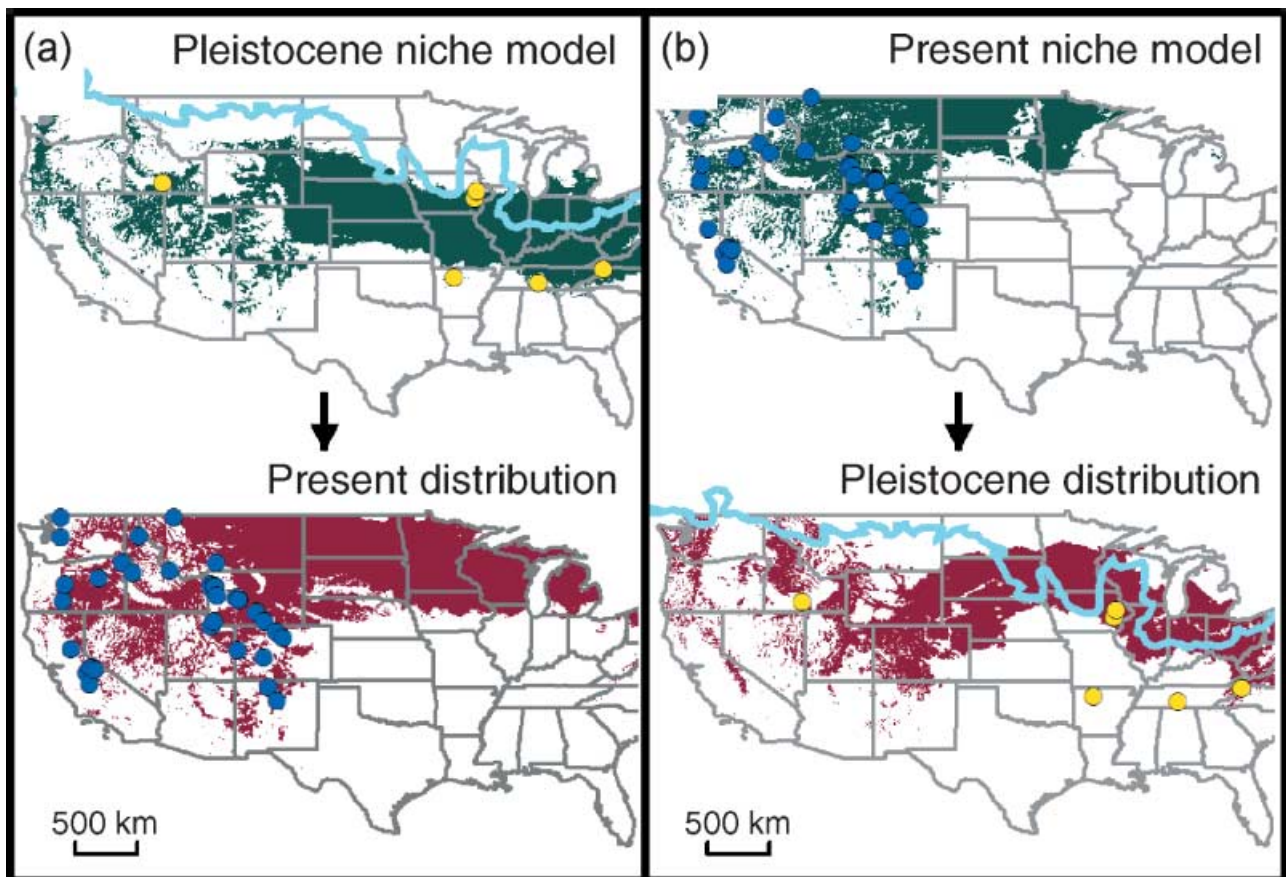 (a) Pleistocene niche model
Present distribution
500 km
(b) Present niche model
Pleistocene distribution
500 km